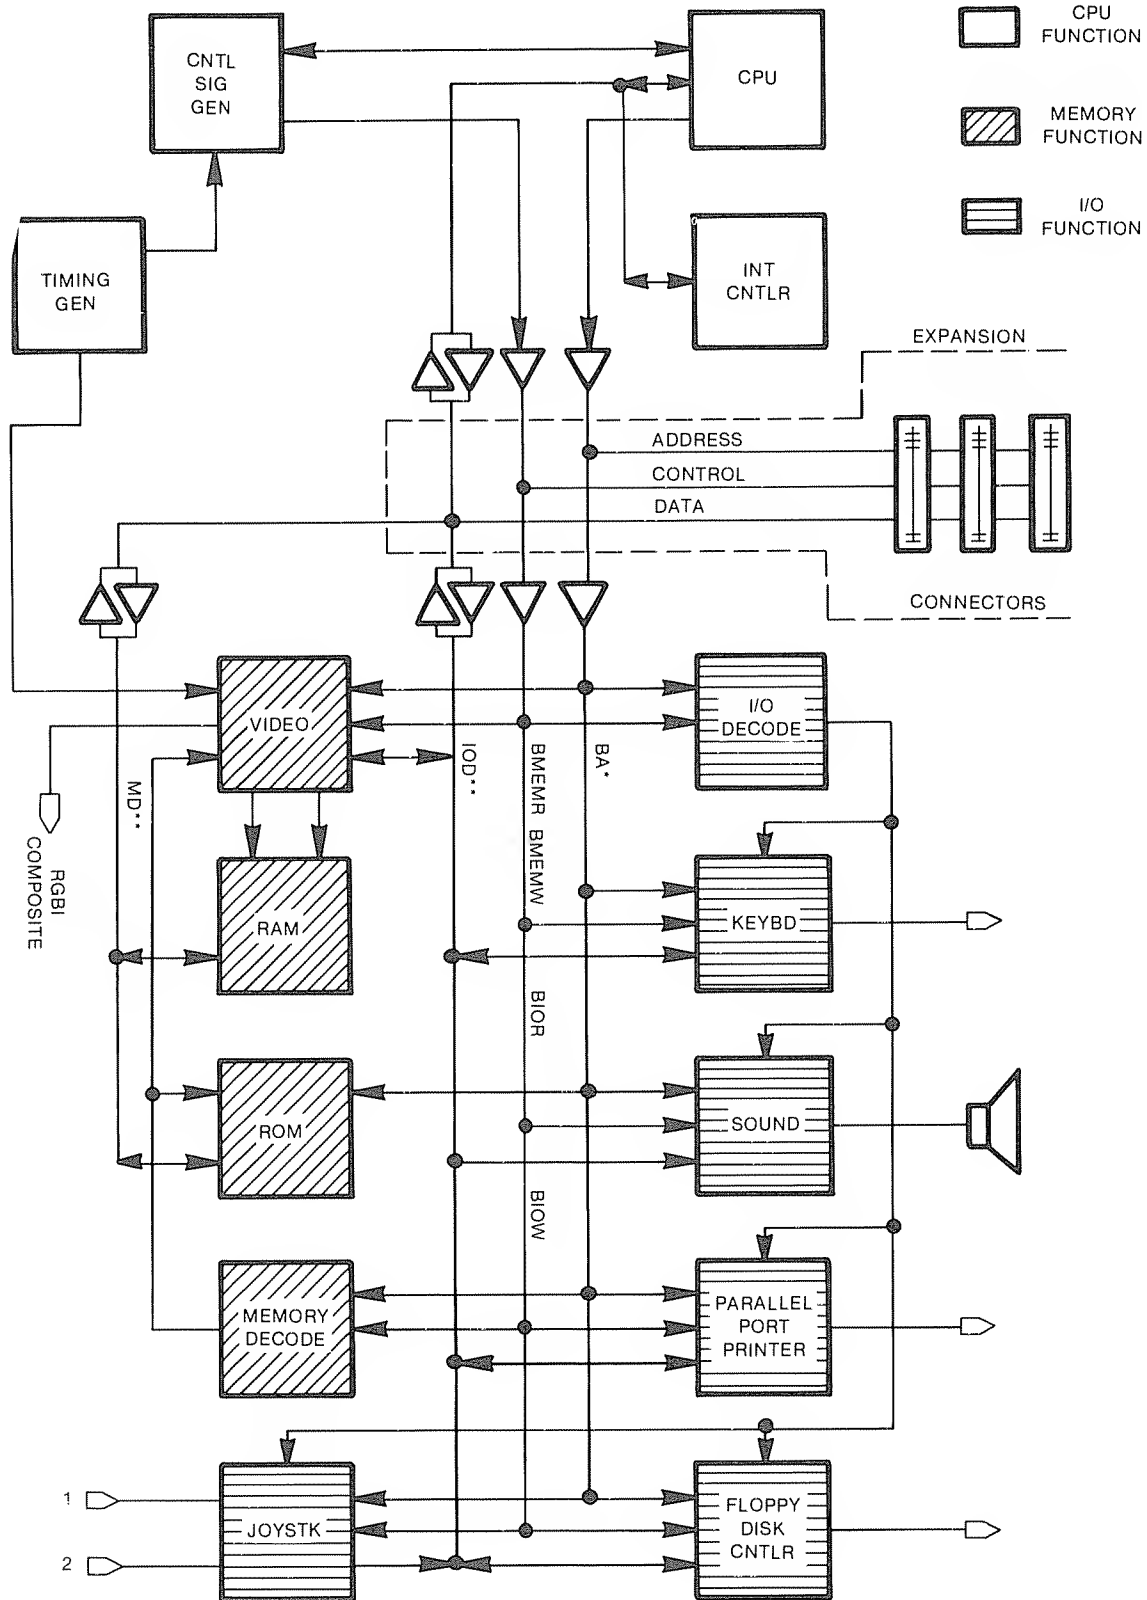 CPU
FUNCTION
MEMORY
FUNCTION
I/O
FUNCTION
CNTL
SIG
GEN
CPU
TIMING
GEN
INT
CNTLR
EXPANSION
ADDRESS
CONTROL
DATA
CONNECTORS
VIDEO
I/O
DECODE
MD**
IOD**
BMEMR BMEMW
BIOR
BIOW
BA*
RGBI
COMPOSITE
RAM
KEYBD
ROM
SOUND
MEMORY
DECODE
PARALLEL
PORT
PRINTER
1
2
JOYSTK
FLOPPY
DISK
CNTLR